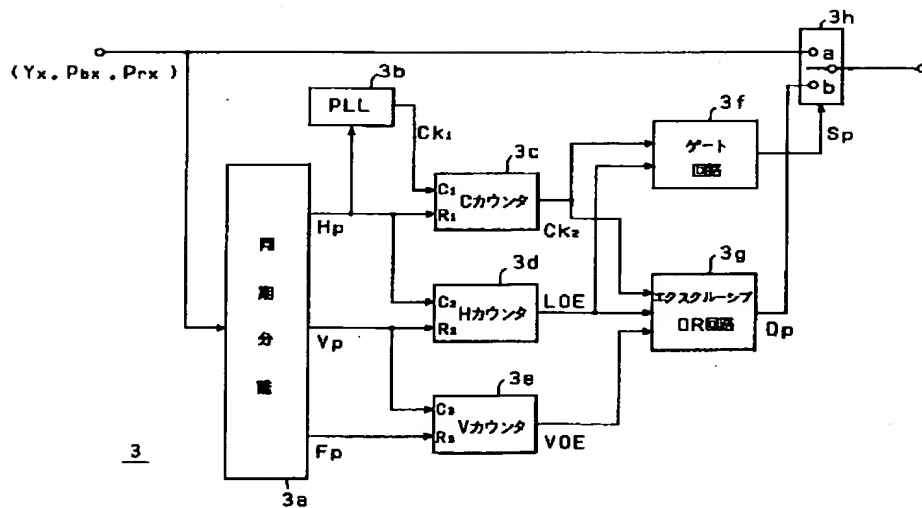 3h
a
(Yx.Pbx.Prx)
b
3b
PLL
3f
Ck1
ゲート
回路
Sp
3c
C1
Cカウンタ
R1
Hp
Ck2
3d
3g
同
期
分
離
C2
Hカウンタ
R2
LOE
エクスクルーシブ
OR回路
Dp
Vp
3e
C3
Vカウンタ
R3
VOE
Fp
3
3a